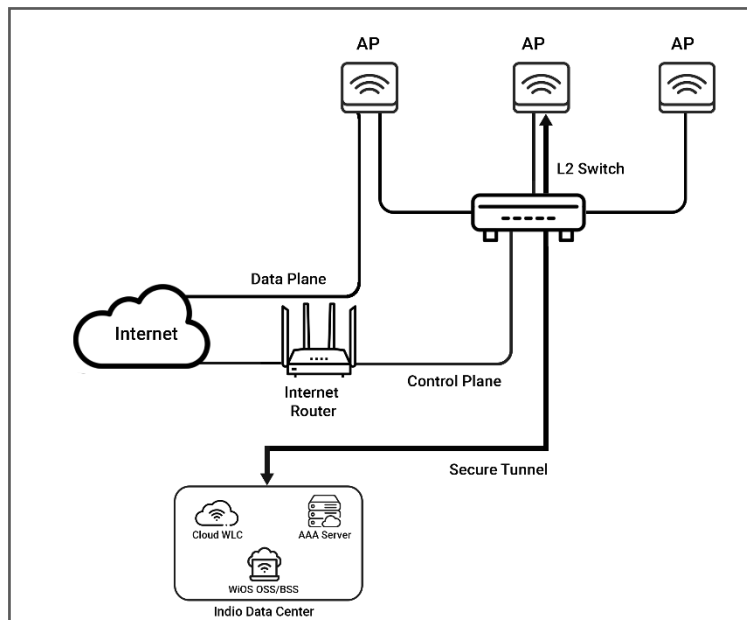 AP
AP
AP
L2 Switch
Data Plane
Internet
Internet
Router
Control Plane
Secure Tunnel
Cloud WLC
AAA Server
WiOS OSS/BSS
Indio Data Center